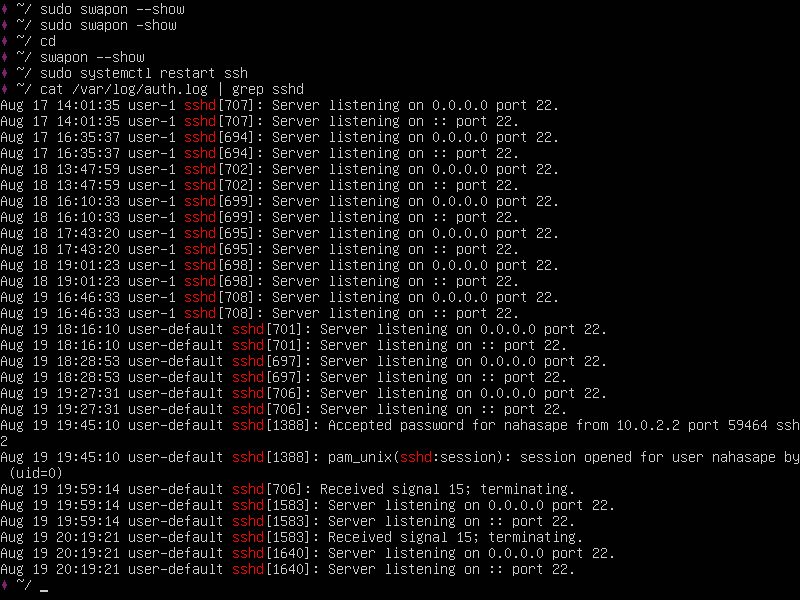 ♦ ~/ sudo swapon --show
♦ ~/ sudo swapon -show
♦ ~/ cd
♦ ~/ swapon --show
♦ ~/ sudo systemctl restart ssh
♦ ~/ cat /var/log/auth.log | grep sshd
Aug 17 14:01:35 user-1 sshd[707]: Server listening on 0.0.0.0 port 22.
Aug 17 14:01:35 user-1 sshd[707]: Server listening on :: port 22.
Aug 17 16:35:37 user-1 sshd[694]: Server listening on 0.0.0.0 port 22.
Aug 17 16:35:37 user-1 sshd[694]: Server listening on :: port 22.
Aug 18 13:47:59 user-1 sshd[702]: Server listening on 0.0.0.0 port 22.
Aug 18 13:47:59 user-1 sshd[702]: Server listening on :: port 22.
Aug 18 16:10:33 user-1 sshd[699]: Server listening on 0.0.0.0 port 22.
Aug 18 16:10:33 user-1 sshd[699]: Server listening on :: port 22.
Aug 18 17:43:20 user-1 sshd[695]: Server listening on 0.0.0.0 port 22.
Aug 18 17:43:20 user-1 sshd[695]: Server listening on :: port 22.
Aug 18 19:01:23 user-1 sshd[698]: Server listening on 0.0.0.0 port 22.
Aug 18 19:01:23 user-1 sshd[698]: Server listening on :: port 22.
Aug 19 16:46:33 user-1 sshd[708]: Server listening on 0.0.0.0 port 22.
Aug 19 16:46:33 user-1 sshd[708]: Server listening on :: port 22.
Aug 19 18:16:10 user-default sshd[701]: Server listening on 0.0.0.0 port 22.
Aug 19 18:16:10 user-default sshd[701]: Server listening on :: port 22.
Aug 19 18:28:53 user-default sshd[697]: Server listening on 0.0.0.0 port 22.
Aug 19 18:28:53 user-default sshd[697]: Server listening on :: port 22.
Aug 19 19:27:31 user-default sshd[706]: Server listening on 0.0.0.0 port 22.
Aug 19 19:27:31 user-default sshd[706]: Server listening on :: port 22.
Aug 19 19:45:10 user-default sshd[1388]: Accepted password for nahasape from 10.0.2.2 port 59464 ssh
2
Aug 19 19:45:10 user-default sshd[1388]: pam_unix(sshd:session): session opened for user nahasape by
(uid=0)
Aug 19 19:59:14 user-default sshd[706]: Received signal 15; terminating.
Aug 19 19:59:14 user-default sshd[1583]: Server listening on 0.0.0.0 port 22.
Aug 19 19:59:14 user-default sshd[1583]: Server listening on :: port 22.
Aug 19 20:19:21 user-default sshd[1583]: Received signal 15; terminating.
Aug 19 20:19:21 user-default sshd[1640]: Server listening on 0.0.0.0 port 22.
Aug 19 20:19:21 user-default sshd[1640]: Server listening on :: port 22.
♦ ~/ _